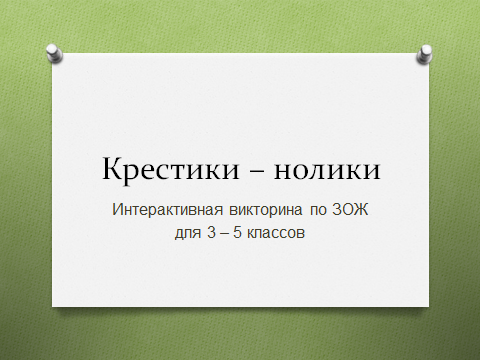 Крестики – нолики
Интерактивная викторина по ЗОЖ
для 3 – 5 классов